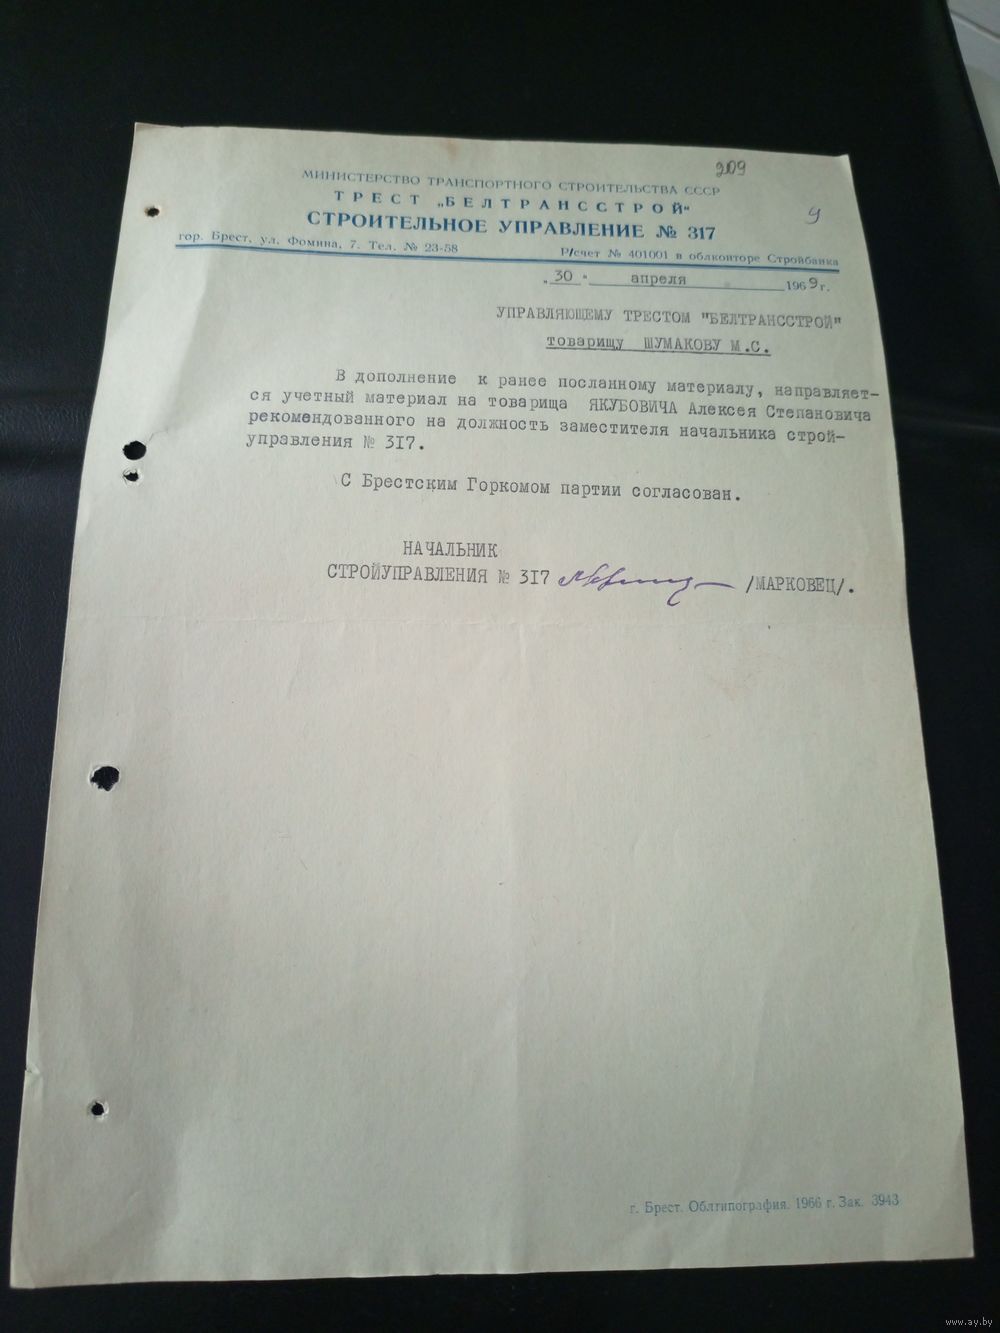 209
9
МИНИСТЕРСТВО ТРАНСПОРТНОГО СТРОИТЕЛЬСТВА СССР
ТРЕСТ „БЕЛТРАНССТРОЙ“
СТРОИТЕЛЬНОЕ УПРАВЛЕНИЕ № 317
гор. Брест, ул. Фомина, 7. Тел. № 23-58 Р/счет № 401001 в облконторе Стройбанка
„30“ апреля 1969 г.
УПРАВЛЯЮЩЕМУ ТРЕСТОМ "БЕЛТРАНССТРОЙ"
товарищу ШУМАКОВУ М.С.
В дополнение к ранее посланному материалу, направляет-
ся учетный материал на товарища ЯКУБОВИЧА Алексея Степановича
рекомендованного на должность заместителя начальника строй-
управления № 317.
С Брестским Горкомом партии согласован.
НАЧАЛЬНИК
СТРОЙУПРАВЛЕНИЯ № 317 /МАРКОВЕЦ/.
г. Брест. Облтипография. 1966 г. Зак. 3943
www.ay.by